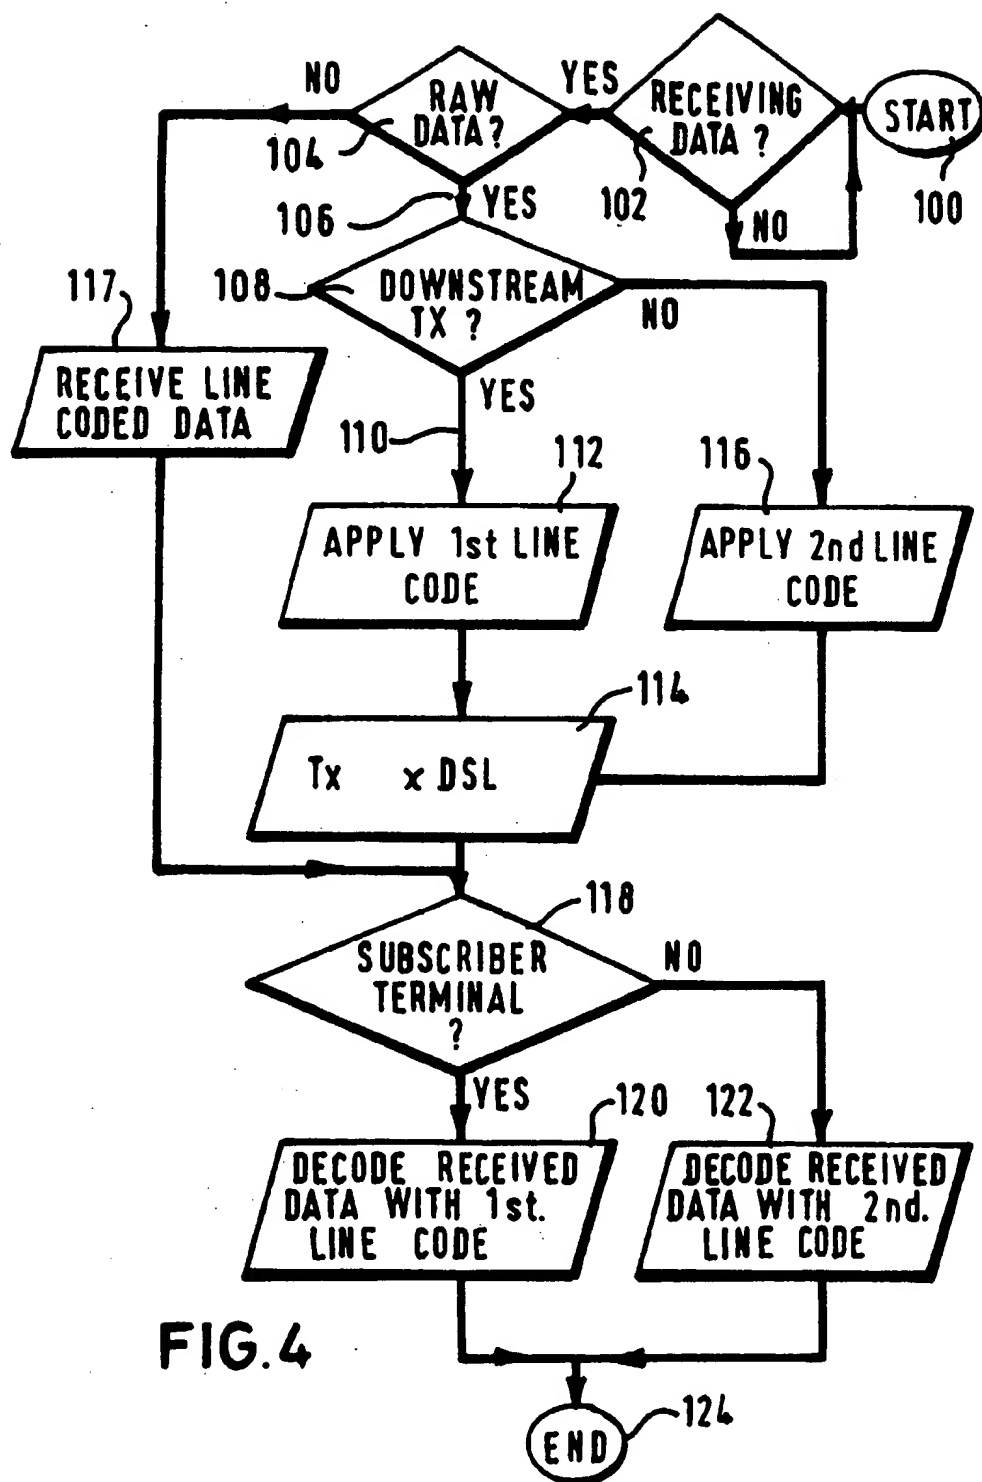 START
100
RECEIVING
DATA ?
102
YES
NO
RAW
DATA?
104
NO
106
YES
DOWNSTREAM
TX ?
108
NO
YES
110
117
RECEIVE LINE
CODED DATA
112
APPLY 1st LINE
CODE
116
APPLY 2nd LINE
CODE
114
Tx x DSL
118
SUBSCRIBER
TERMINAL
?
NO
YES
120
DECODE RECEIVED
DATA WITH 1st.
LINE CODE
122
DECODE RECEIVED
DATA WITH 2nd.
LINE CODE
FIG.4
END
124